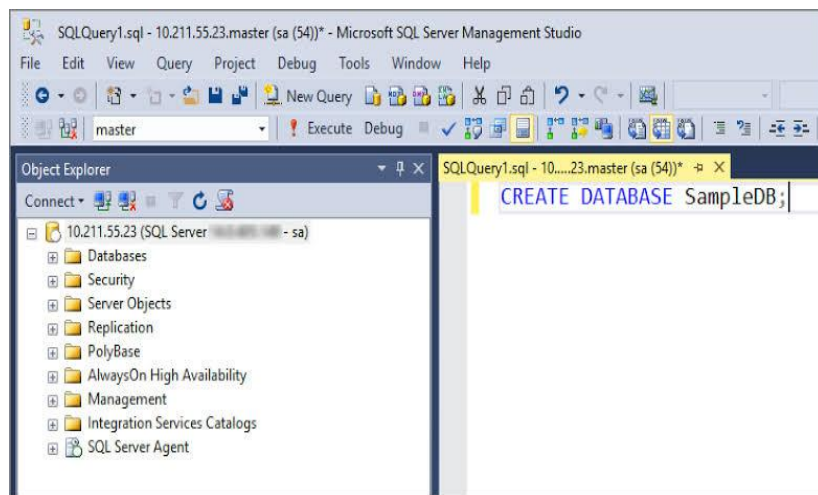 SQLQuery1.sql - 10.211.55.23.master (sa (54))* - Microsoft SQL Server Management Studio
File Edit View Query Project Debug Tools Window Help
New Query
master Execute Debug
Object Explorer
SQLQuery1.sql - 10.....23.master (sa (54))*
Connect
CREATE DATABASE SampleDB;
10.211.55.23 (SQL Server - sa)
Databases
Security
Server Objects
Replication
PolyBase
AlwaysOn High Availability
Management
Integration Services Catalogs
SQL Server Agent